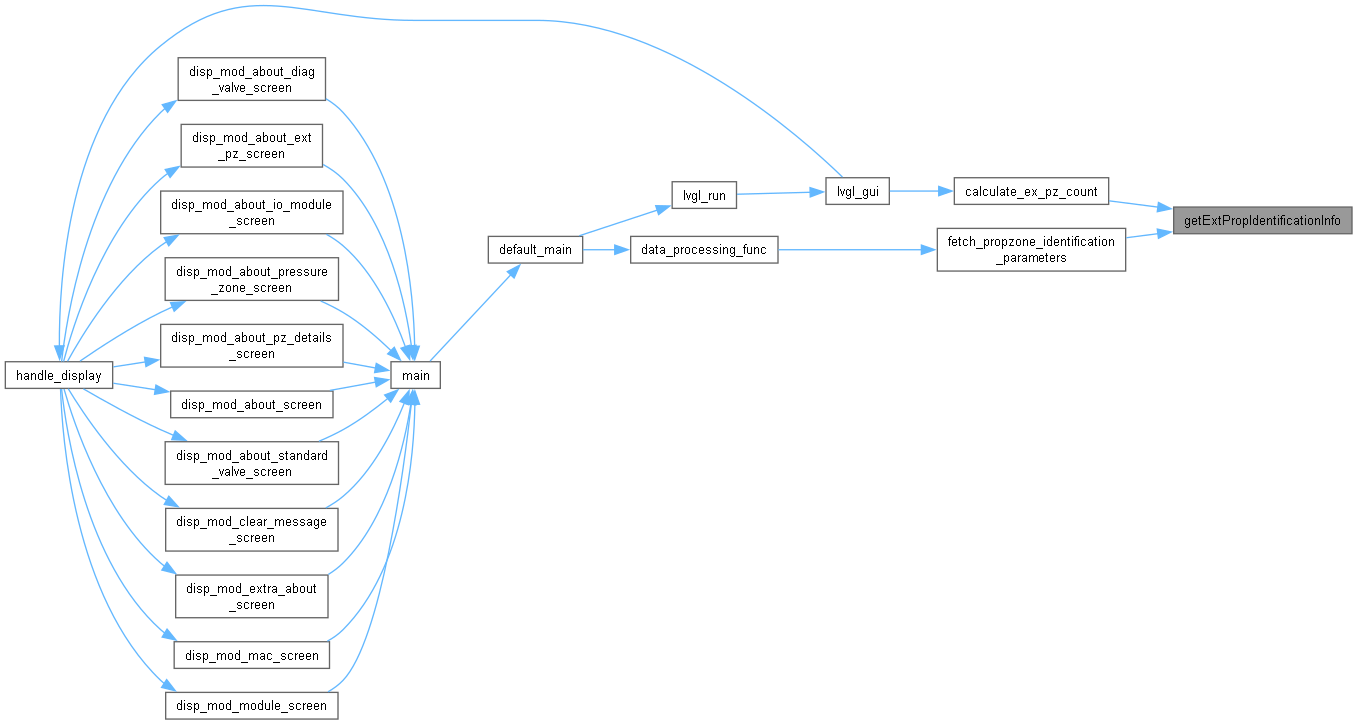 disp_mod_about_diag
_valve_screen
disp_mod_about_ext
_pz_screen
disp_mod_about_io_module
_screen
disp_mod_about_pressure
_zone_screen
disp_mod_about_pz_details
_screen
handle_display
disp_mod_about_screen
disp_mod_about_standard
_valve_screen
disp_mod_clear_message
_screen
disp_mod_extra_about
_screen
disp_mod_mac_screen
disp_mod_module_screen
main
default_main
lvgl_run
data_processing_func
lvgl_gui
calculate_ex_pz_count
fetch_propzone_identification
_parameters
getExtPropIdentificationInfo